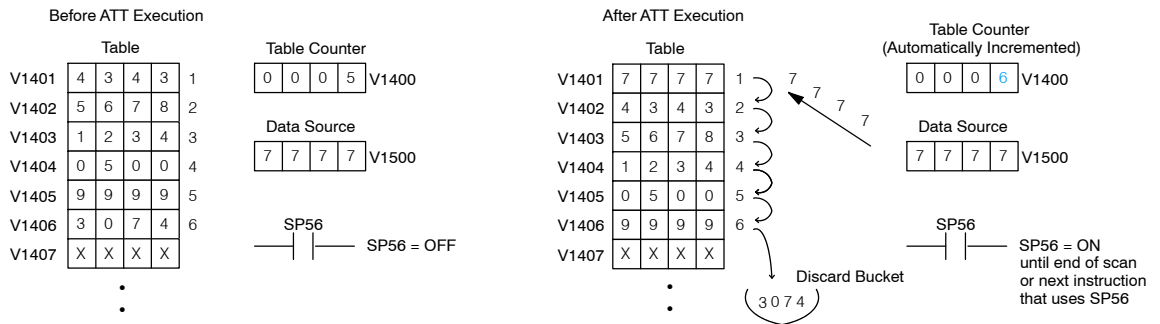 Before ATT Execution
Table
V1401 4 3 4 3 1
V1402 5 6 7 8 2
V1403 1 2 3 4 3
V1404 0 5 0 0 4
V1405 9 9 9 9 5
V1406 3 0 7 4 6
V1407 X X X X
Table Counter
0 0 0 5 V1400
Data Source
7 7 7 7 V1500
SP56
SP56 = OFF
After ATT Execution
Table
V1401 7 7 7 7 1
V1402 4 3 4 3 2
V1403 5 6 7 8 3
V1404 1 2 3 4 4
V1405 0 5 0 0 5
V1406 9 9 9 9 6
V1407 X X X X
7
7
7
7
Discard Bucket
3 0 7 4
Table Counter
(Automatically Incremented)
0 0 0 6 V1400
Data Source
7 7 7 7 V1500
SP56
SP56 = ON
until end of scan
or next instruction
that uses SP56